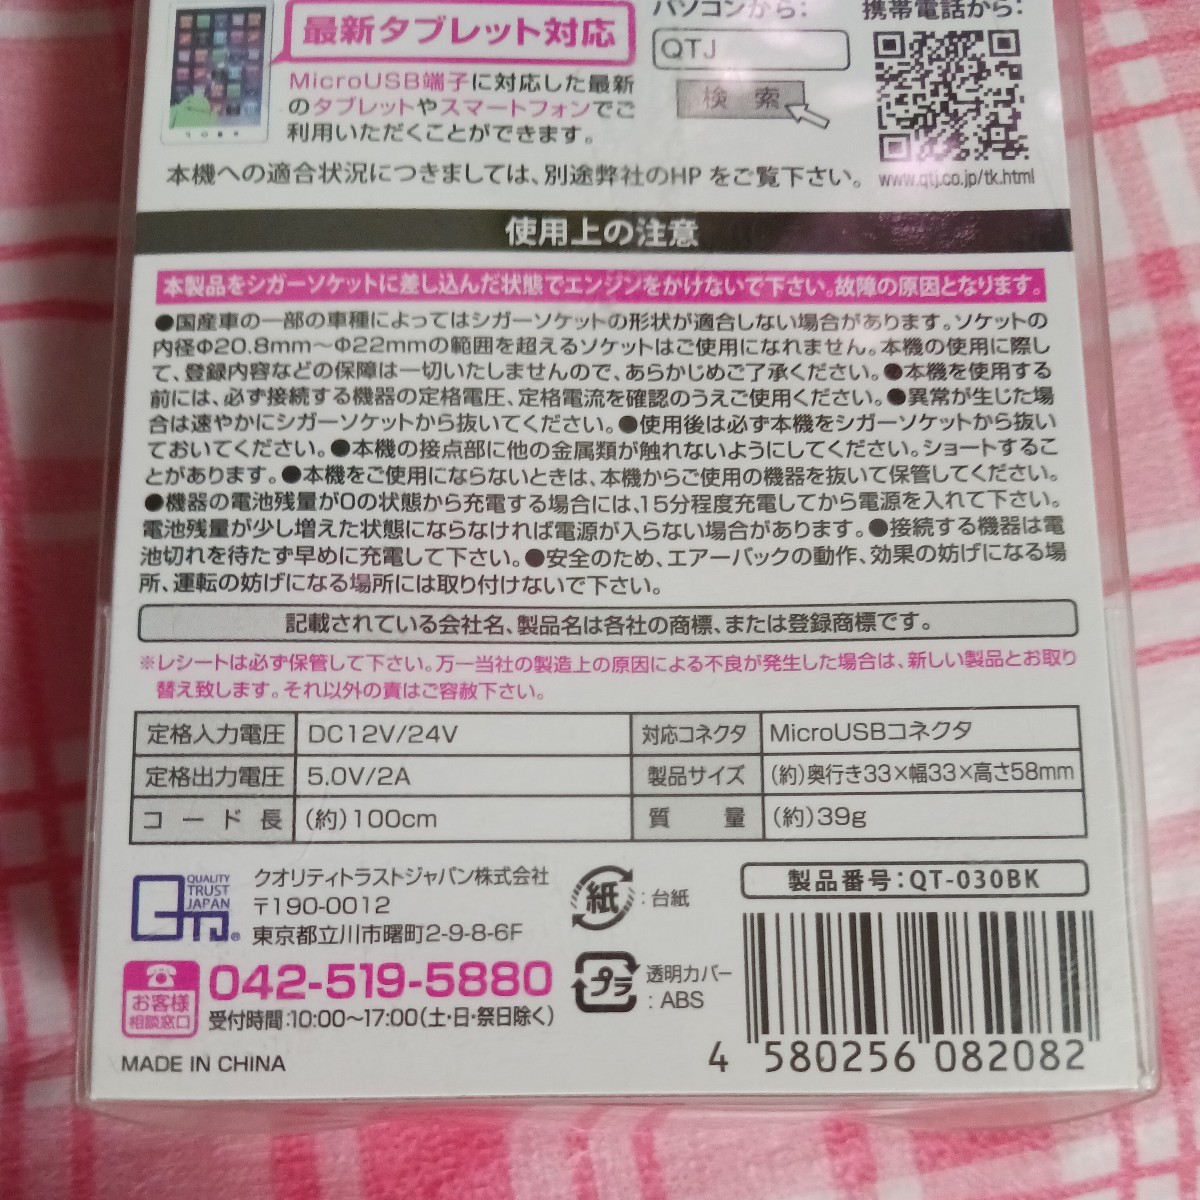 最新タブレット対応
MicroUSB端子に対応した最新
のタブレットやスマートフォンでご
利用いただくことができます。
パソコンから:
QTJ
検索
携帯電話から:
www.qtj.co.jp/tk.html
本機への適合状況につきましては、別途弊社のHPをご覧下さい。
使用上の注意
本製品をシガーソケットに差し込んだ状態でエンジンをかけないで下さい。故障の原因となります。
●国産車の一部の車種によってはシガーソケットの形状が適合しない場合があります。ソケットの
内径Φ20.8mm〜Φ22mmの範囲を超えるソケットはご使用になれません。本機の使用に際し
て、登録内容などの保障は一切いたしませんので、あらかじめご了承ください。●本機を使用する
前には、必ず接続する機器の定格電圧、定格電流を確認のうえご使用ください。●異常が生じた場
合は速やかにシガーソケットから抜いてください。●使用後は必ず本機をシガーソケットから抜い
ておいてください。●本機の接点部に他の金属類が触れないようにしてください。ショートするこ
とがあります。●本機をご使用にならないときは、本機からご使用の機器を抜いて保管してください。
●機器の電池残量が0の状態から充電する場合には、15分程度充電してから電源を入れて下さい。
電池残量が少し増えた状態にならなければ電源が入らない場合があります。●接続する機器は電
池切れを待たず早めに充電して下さい。●安全のため、エアーバックの動作、効果の妨げになる場
所、運転の妨げになる場所には取り付けないで下さい。
記載されている会社名、製品名は各社の商標、または登録商標です。
※レシートは必ず保管して下さい。万一当社の製造上の原因による不良が発生した場合は、新しい製品とお取り
替え致します。それ以外の責はご容赦下さい。
定格入力電圧 DC12V/24V 対応コネクタ MicroUSBコネクタ
定格出力電圧 5.0V/2A 製品サイズ (約)奥行き33×幅33×高さ58mm
コード長 (約)100cm 質量 (約)39g
QUALITY
TRUST
JAPAN
クオリティトラストジャパン株式会社
〒190-0012
東京都立川市曙町2-9-8-6F
お客様
相談窓口
042-519-5880
受付時間:10:00〜17:00(土・日・祭日除く)
MADE IN CHINA
紙
:台紙
プラ
透明カバー
:ABS
製品番号:QT-030BK
4 580256 082082